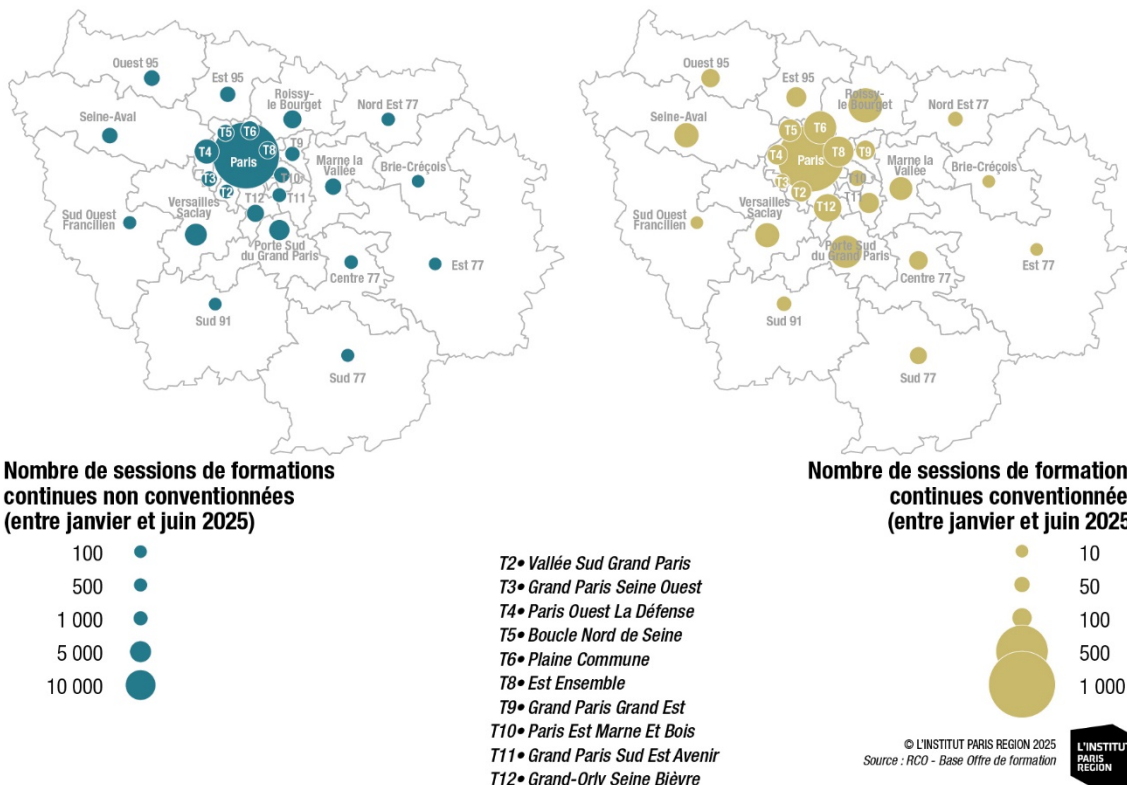 Ouest 95
Est 95
Roissy-
le Bourget
Nord Est 77
Seine-Aval
T5
T6
T9
T4
Paris
T8
Marne la
Vallée
Brie-Créçois
T3
T10
T2
T11
T12
Versailles
Saclay
Sud Ouest
Francilien
Porte Sud
du Grand Paris
Est 77
Centre 77
Sud 91
Sud 77
Ouest 95
Est 95
Roissy-
le Bourget
Nord Est 77
Seine-Aval
T5
T6
T4
Paris
T8
T9
Marne la
Vallée
Brie-Créçois
T3
T10
T2
T11
T12
Versailles
Saclay
Sud Ouest
Francilien
Porte Sud
du Grand Paris
Est 77
Centre 77
Sud 91
Sud 77
Nombre de sessions de formations
continues non conventionnées
(entre janvier et juin 2025)
100
500
1 000
5 000
10 000
T2• Vallée Sud Grand Paris
T3• Grand Paris Seine Ouest
T4• Paris Ouest La Défense
T5• Boucle Nord de Seine
T6• Plaine Commune
T8• Est Ensemble
T9• Grand Paris Grand Est
T10• Paris Est Marne Et Bois
T11• Grand Paris Sud Est Avenir
T12• Grand-Orly Seine Bièvre
Nombre de sessions de formation
continues conventionnée
(entre janvier et juin 2025
10
50
100
500
1 000
© L'INSTITUT PARIS REGION 2025
Source : RCO - Base Offre de formation
L'INSTITUT
PARIS
REGION